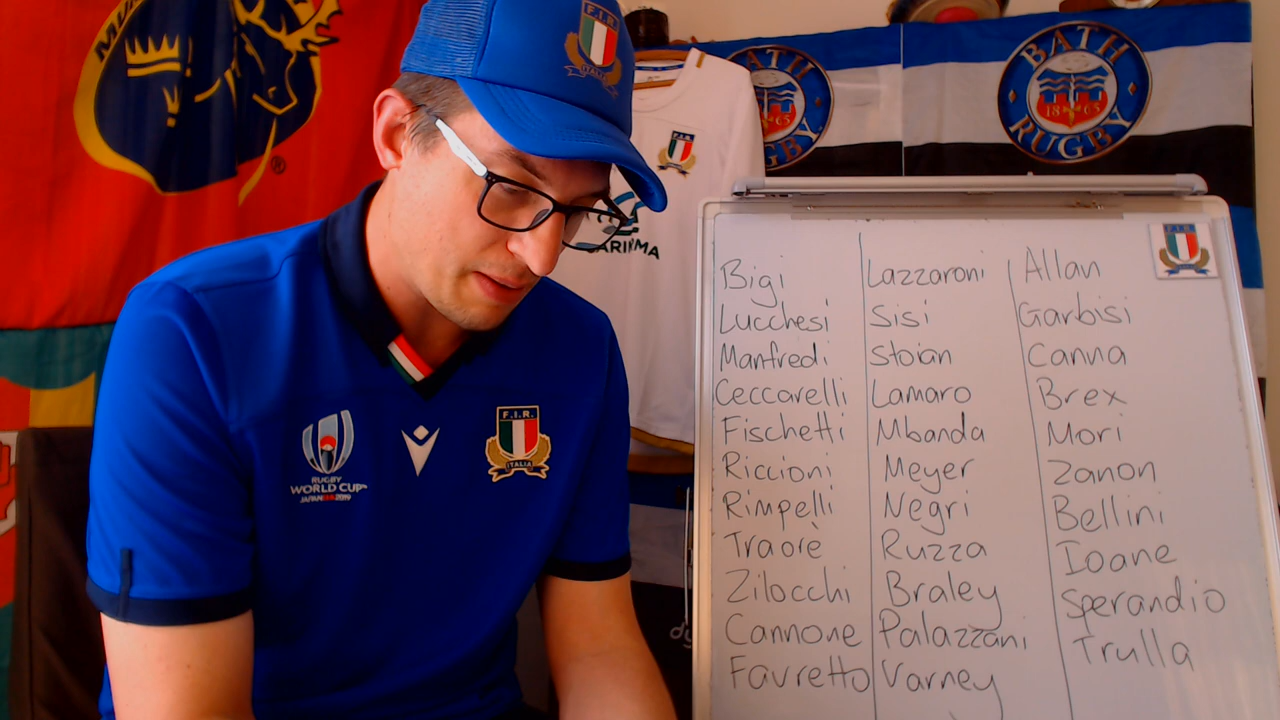 MU
F.I.R.
ITALIA
BATH
RUGBY
1865
F.I.R.
F.I.R.
ITALIA
RUGBY
WORLD CUP
JAPAN 2019
Bigi
Lucchesi
Manfredi
Ceccarelli
Fischetti
Riccioni
Rimpelli
Traorè
Zilocchi
Cannone
Favretto
Lazzaroni
Sisi
Stoian
Lamaro
Mbanda
Meyer
Negri
Ruzza
Braley
Palazzani
Varney
Allan
Garbisi
Canna
Brex
Mori
Zanon
Bellini
Ioane
Sperandio
Trulla